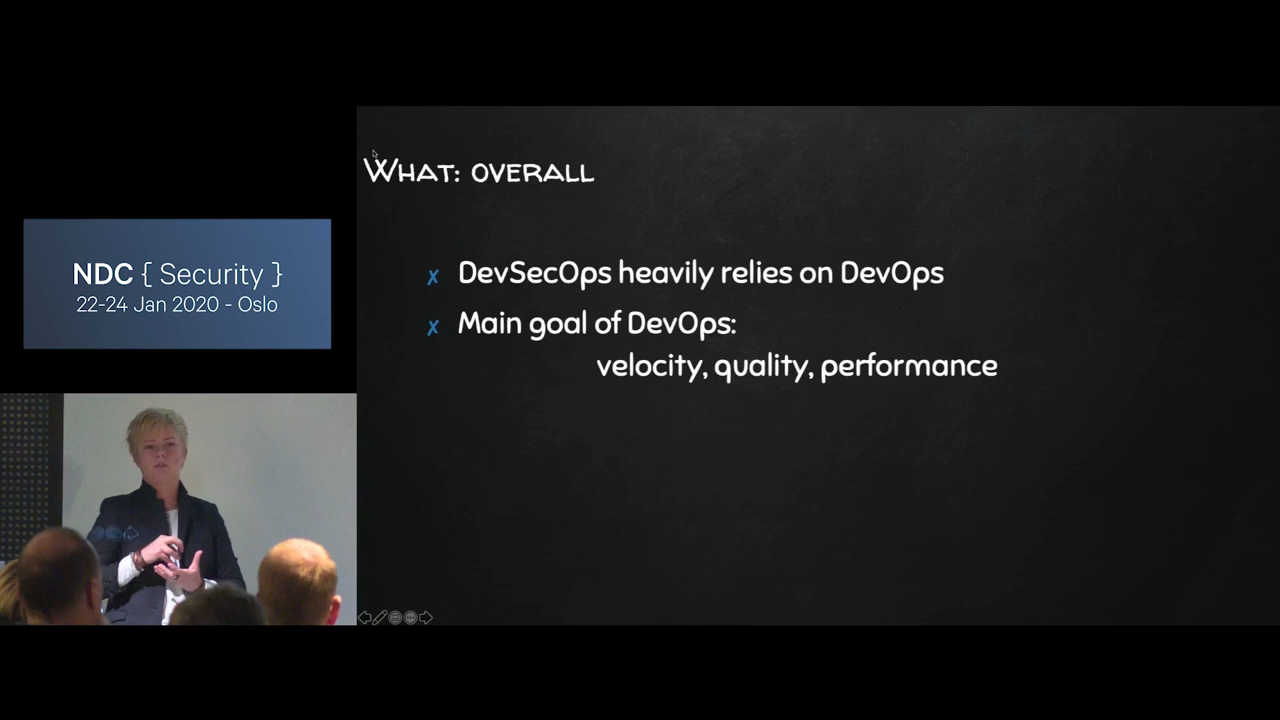 NDC { Security }
22-24 Jan 2020 - Oslo
What: overall
x DevSecOps heavily relies on DevOps
x Main goal of DevOps:
velocity, quality, performance